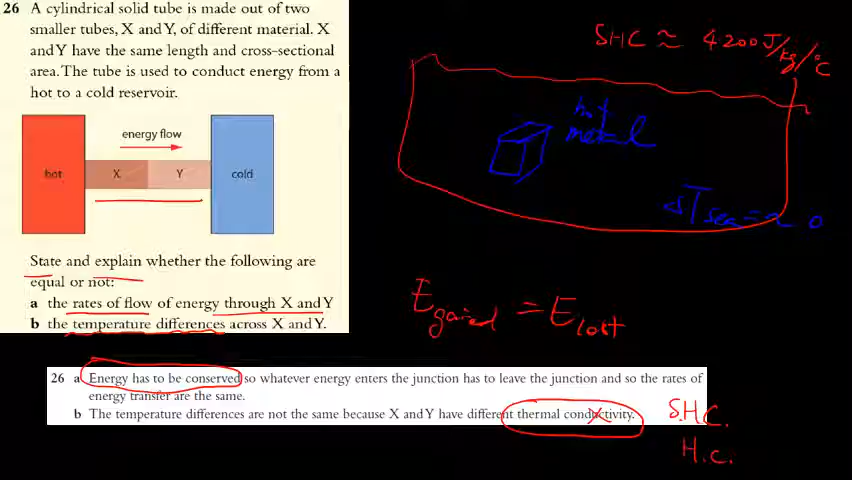 26 A cylindrical solid tube is made out of two
smaller tubes, X and Y, of different material. X
and Y have the same length and cross-sectional
area. The tube is used to conduct energy from a
hot to a cold reservoir.
energy flow
hot
X
Y
cold
State and explain whether the following are
equal or not:
a the rates of flow of energy through X and Y
b the temperature differences across X and Y.
SHC ≈ 4200 J/kg/°C
hot
metal
ΔTsea = ~ 0
Egained = Elost
26 a Energy has to be conserved so whatever energy enters the junction has to leave the junction and so the rates of
energy transfer are the same.
b The temperature differences are not the same because X and Y have different thermal conductivity.
S.H.C.
H.C.